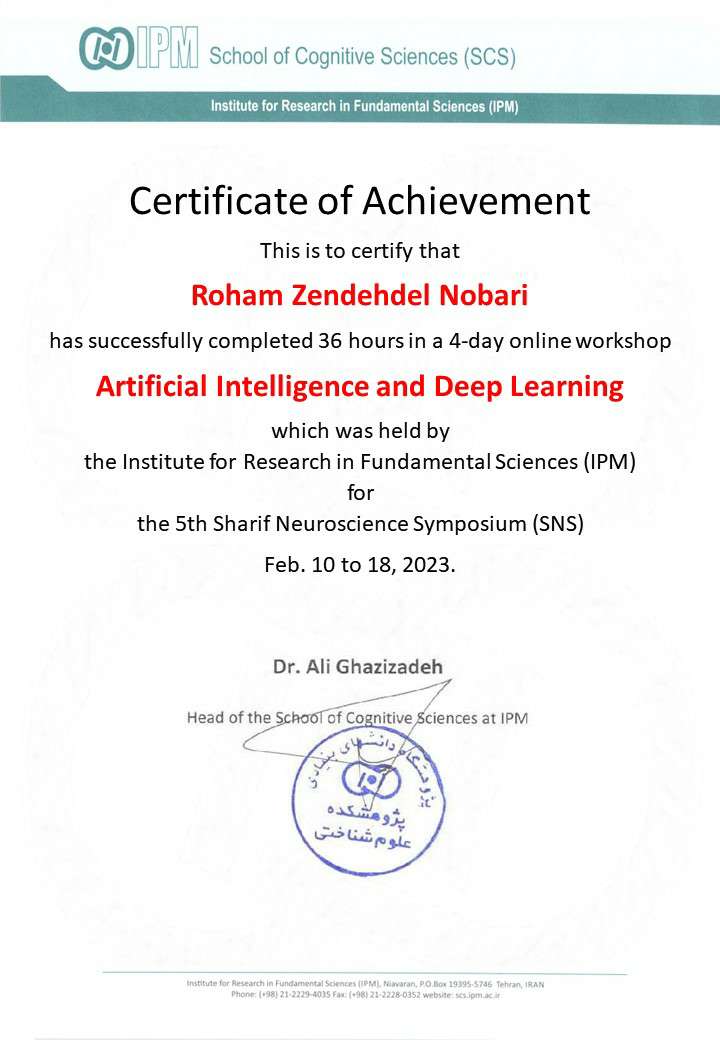 IPM School of Cognitive Sciences (SCS)
Institute for Research in Fundamental Sciences (IPM)
Certificate of Achievement
This is to certify that
Roham Zendehdel Nobari
has successfully completed 36 hours in a 4-day online workshop
Artificial Intelligence and Deep Learning
which was held by
the Institute for Research in Fundamental Sciences (IPM)
for
the 5th Sharif Neuroscience Symposium (SNS)
Feb. 10 to 18, 2023.
Dr. Ali Ghazizadeh
Head of the School of Cognitive Sciences at IPM
پژوهشگاه دانشهای بنیادی
پژوهشکده
علوم شناختی
Institute for Research in Fundamental Sciences (IPM), Niavaran, P.O.Box 19395-5746 Tehran, IRAN
Phone: (+98) 21-2229-4035 Fax: (+98) 21-2228-0352 website: scs.ipm.ac.ir